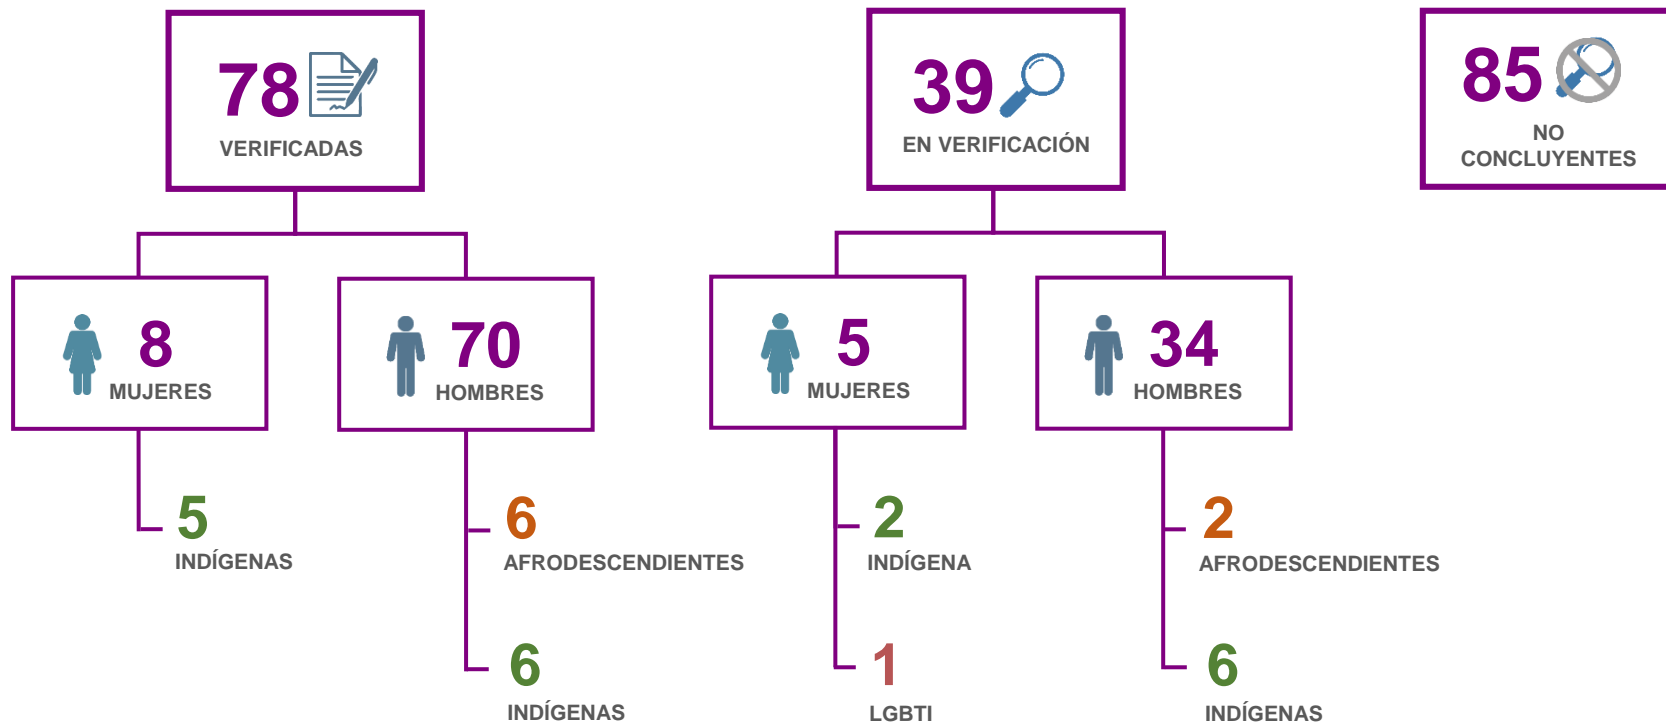 78
VERIFICADAS
39
EN VERIFICACIÓN
85
NO
CONCLUYENTES
8
MUJERES
70
HOMBRES
5
MUJERES
34
HOMBRES
5
INDÍGENAS
6
AFRODESCENDIENTES
2
INDÍGENA
2
AFRODESCENDIENTES
6
INDÍGENAS
1
LGBTI
6
INDÍGENAS